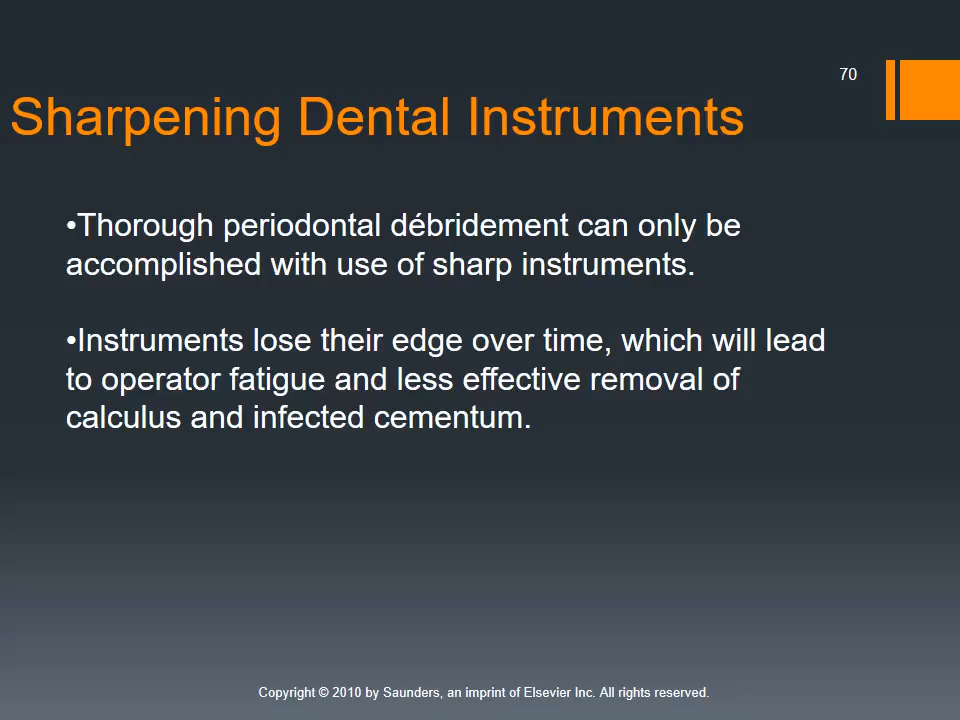 70
Sharpening Dental Instruments
•Thorough periodontal débridement can only be
accomplished with use of sharp instruments.
•Instruments lose their edge over time, which will lead
to operator fatigue and less effective removal of
calculus and infected cementum.
Copyright © 2010 by Saunders, an imprint of Elsevier Inc. All rights reserved.